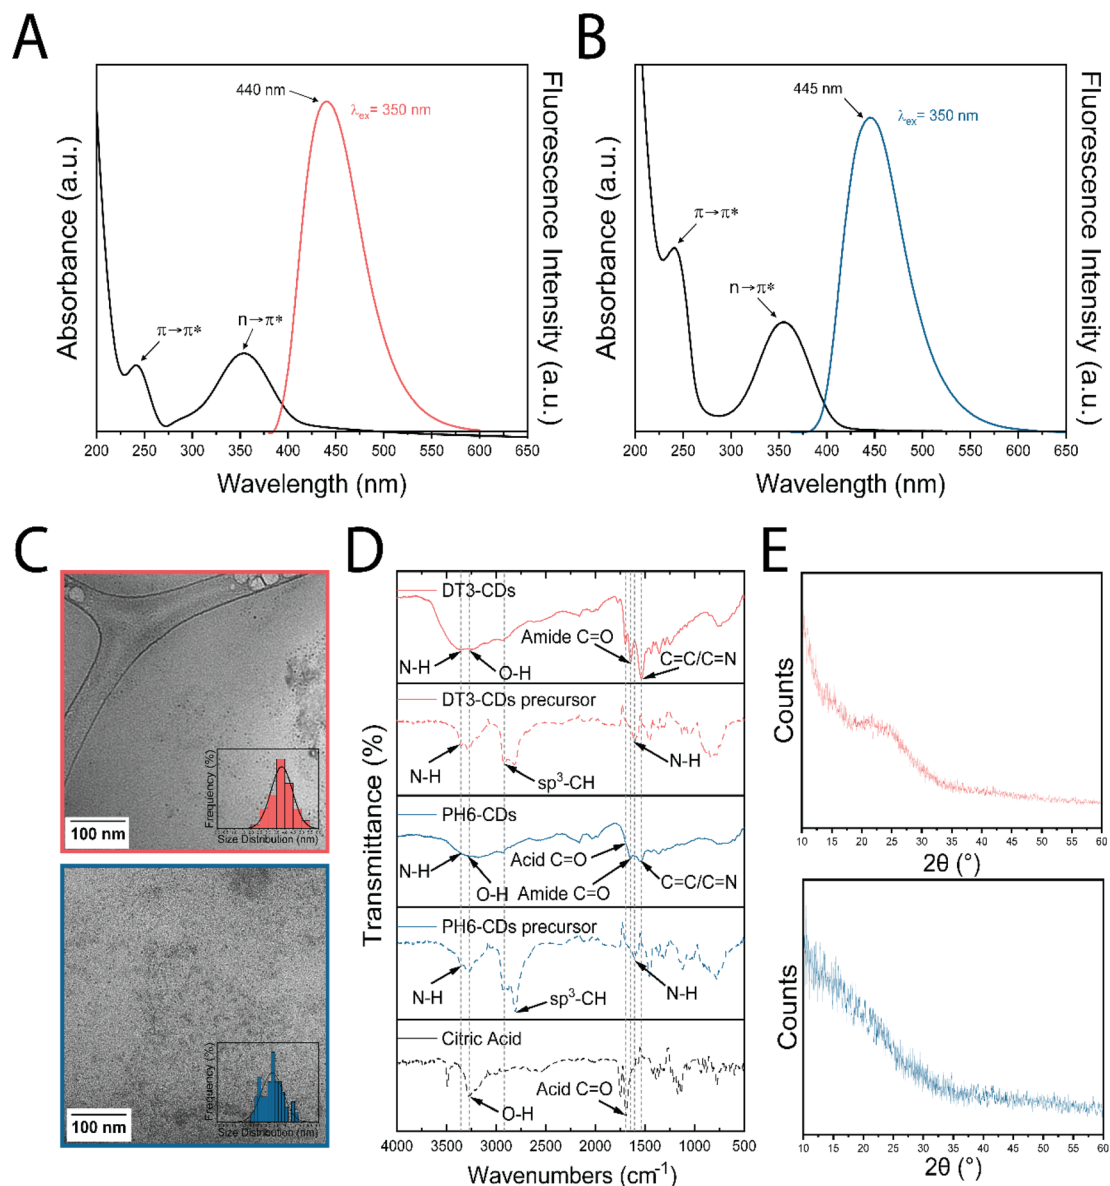 A
B
Absorbance (a.u.)
Fluorescence Intensity (a.u.)
440 nm
λex= 350 nm
π→π*
n→π*
200 250 300 350 400 450 500 550 600 650
Wavelength (nm)
Absorbance (a.u.)
Fluorescence Intensity (a.u.)
445 nm
λex= 350 nm
π→π*
n→π*
200 250 300 350 400 450 500 550 600 650
Wavelength (nm)
C
D
E
100 nm
Frequency (%)
Size Distribution (nm)
100 nm
Frequency (%)
Size Distribution (nm)
Transmittance (%)
DT3-CDs
Amide C=O
N-H
O-H
C=C/C=N
DT3-CDs precursor
N-H
sp³-CH
N-H
PH6-CDs
Acid C=O
N-H
O-H
Amide C=O
C=C/C=N
PH6-CDs precursor
N-H
sp³-CH
N-H
Citric Acid
Acid C=O
O-H
4000 3500 3000 2500 2000 1500 1000 500
Wavenumbers (cm⁻¹)
Counts
10 15 20 25 30 35 40 45 50 55 60
2θ (°)
Counts
10 15 20 25 30 35 40 45 50 55 60
2θ (°)